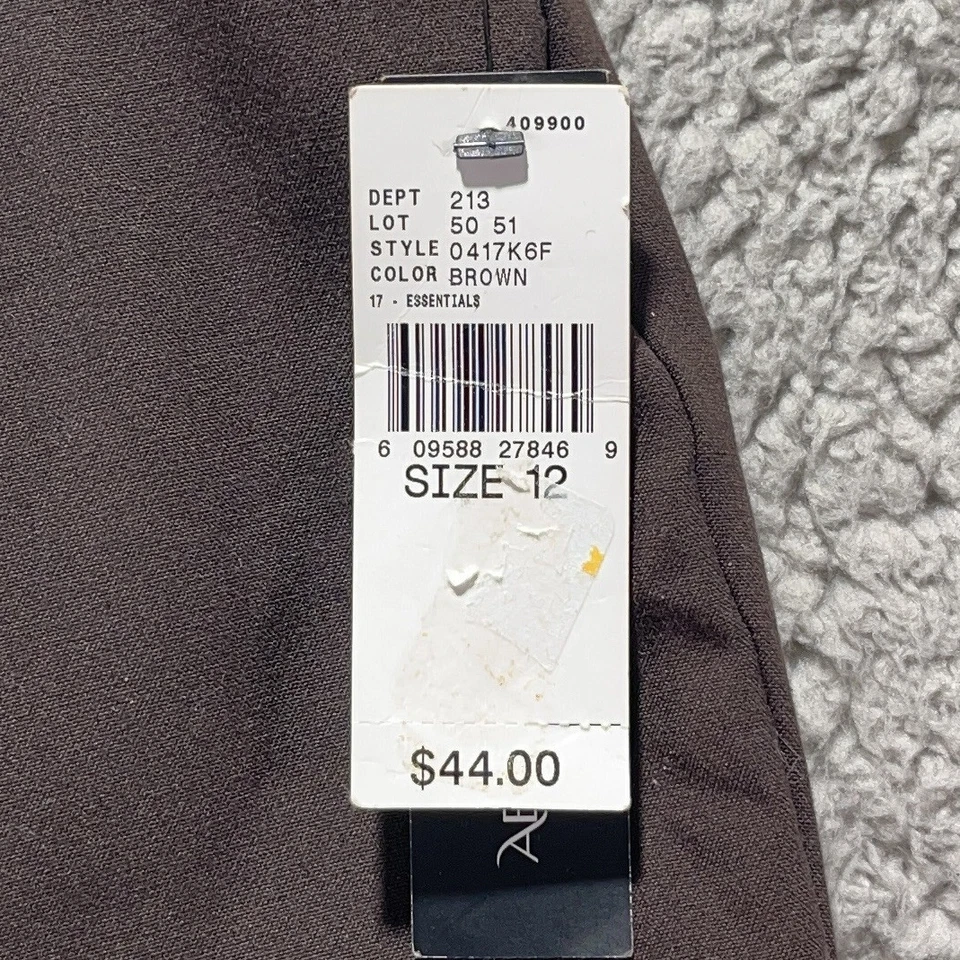 409900
DEPT 213
LOT 50 51
STYLE 0417K6F
COLOR BROWN
17 - ESSENTIALS
6 09588 27846 9
SIZE 12
$44.00